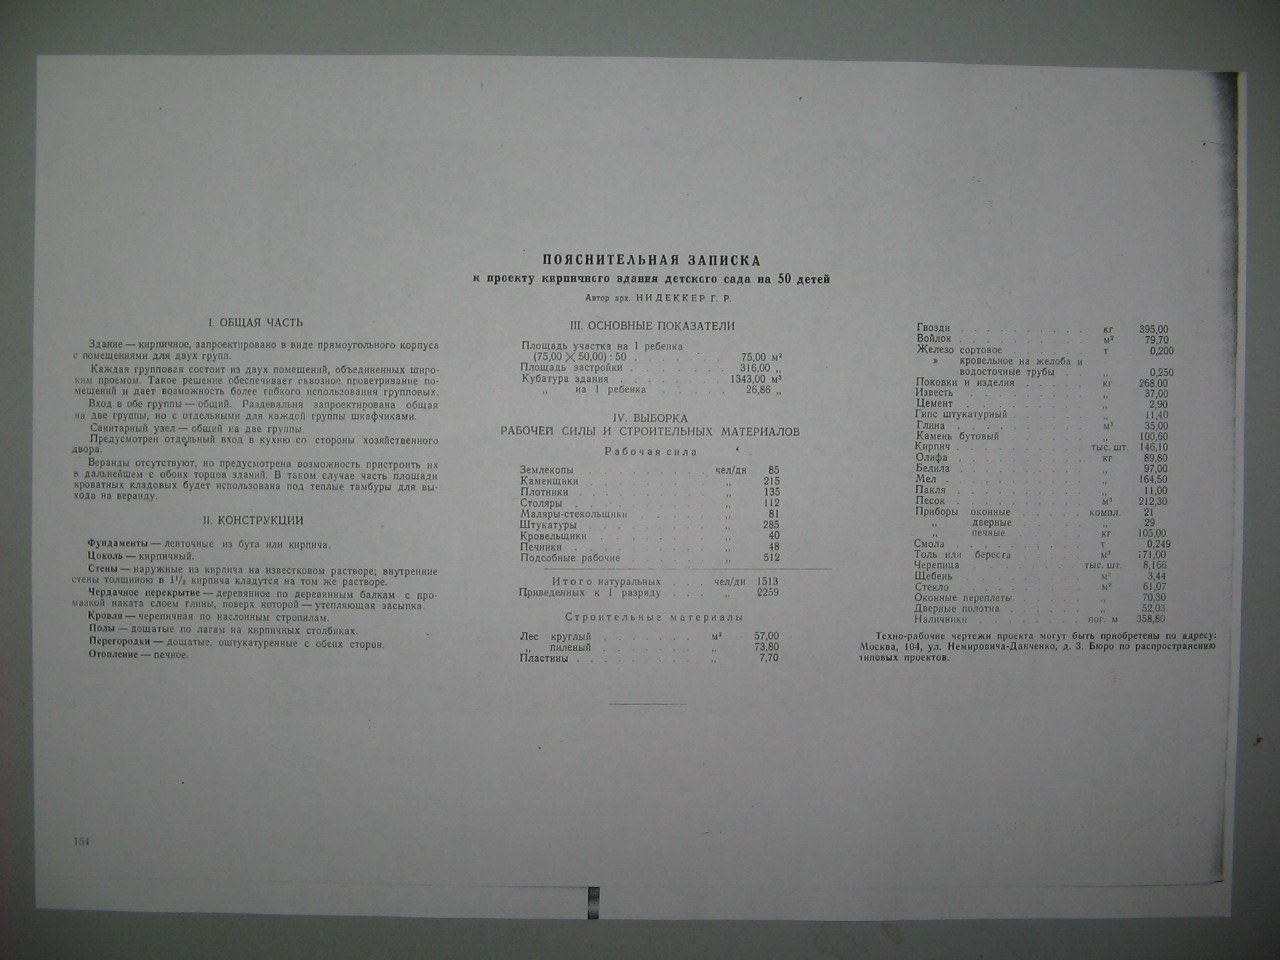 ПОЯСНИТЕЛЬНАЯ ЗАПИСКА
к проекту кирпичного здания детского сада на 50 детей
Автор арх. НИДЕККЕР Г. Р.
I. ОБЩАЯ ЧАСТЬ
Здание — кирпичное, запроектировано в виде прямоугольного корпуса
с помещениями для двух групп.
Каждая групповая состоит из двух помещений, объединенных широ-
ким проемом. Такое решение обеспечивает сквозное проветривание по-
мещений и дает возможность более гибкого использования групповых.
Вход в обе группы — общий. Раздевальня запроектирована общая
на две группы, но с отдельными для каждой группы шкафчиками.
Санитарный узел — общий на две группы.
Предусмотрен отдельный вход в кухню со стороны хозяйственного
двора.
Веранды отсутствуют, но предусмотрена возможность пристроить их
в дальнейшем с обоих торцов зданий. В таком случае часть площади
кроватных кладовых будет использована под теплые тамбуры для вы-
хода на веранду.
II. КОНСТРУКЦИИ
Фундаменты — ленточные из бута или кирпича.
Цоколь — кирпичный.
Стены — наружные из кирпича на известковом растворе; внутренние
стены толщиною в 1 1/2 кирпича кладутся на том же растворе.
Чердачное перекрытие — деревянное по деревянным балкам с про-
мазкой наката слоем глины, поверх которой — утепляющая засыпка.
Кровля — черепичная по наслонным стропилам.
Полы — дощатые по лагам на кирпичных столбиках.
Перегородки — дощатые, оштукатуренные с обеих сторон.
Отопление — печное.
154
III. ОСНОВНЫЕ ПОКАЗАТЕЛИ
Площадь участка на 1 ребенка
(75,00 × 50,00) : 50 . . . . . 75,00 м²
Площадь застройки . . . . . 316,00 „
Кубатура здания . . . . . 1343,00 м³
„ на 1 ребенка . . . . 26,86 „
IV. ВЫБОРКА
РАБОЧЕЙ СИЛЫ И СТРОИТЕЛЬНЫХ МАТЕРИАЛОВ
Рабочая сила
Землекопы . . . . . чел/дн 85
Каменщики . . . . . „ 215
Плотники . . . . . „ 135
Столяры . . . . . „ 112
Маляры-стекольщики . . . . „ 81
Штукатуры . . . . . „ 285
Кровельщики . . . . . „ 40
Печники . . . . . „ 48
Подсобные рабочие . . . . „ 512
Итого натуральных . . . чел/дн 1513
Приведенных к 1 разряду . . . . „ 2259
Строительные материалы
Лес круглый . . . . . м³ 57,00
„ пиленый . . . . . „ 73,80
Пластины . . . . . „ 7,70
Гвозди . . . . . кг 395,00
Войлок . . . . . м² 79,70
Железо сортовое . . . . . т 0,200
» кровельное на желоба и
водосточные трубы . . „ 0,250
Поковки и изделия . . . . . кг 268,00
Известь . . . . . „ 37,00
Цемент . . . . . „ 2,90
Гипс штукатурный . . . . . „ 11,40
Глина . . . . . м³ 35,00
Камень бутовый . . . . . „ 100,60
Кирпич . . . . . тыс. шт. 146,10
Олифа . . . . . кг 89,80
Белила . . . . . „ 97,00
Мел . . . . . „ 164,50
Пакля . . . . . „ 11,00
Песок . . . . . м³ 212,30
Приборы оконные . . . . . компл. 21
„ дверные . . . . . „ 29
„ печные . . . . . кг 105,00
Смола . . . . . т 0,249
Толь или береста . . . . . м² 171,00
Черепица . . . . . тыс. шт. 8,166
Щебень . . . . . м³ 3,44
Стекло . . . . . м² 61,07
Оконные переплеты . . . . . „ 70,30
Дверные полотна . . . . . „ 52,03
Наличники . . . . . пог. м 358,80
Техно-рабочие чертежи проекта могут быть приобретены по адресу:
Москва, 104, ул. Немировича-Данченко, д. 3. Бюро по распространению
типовых проектов.